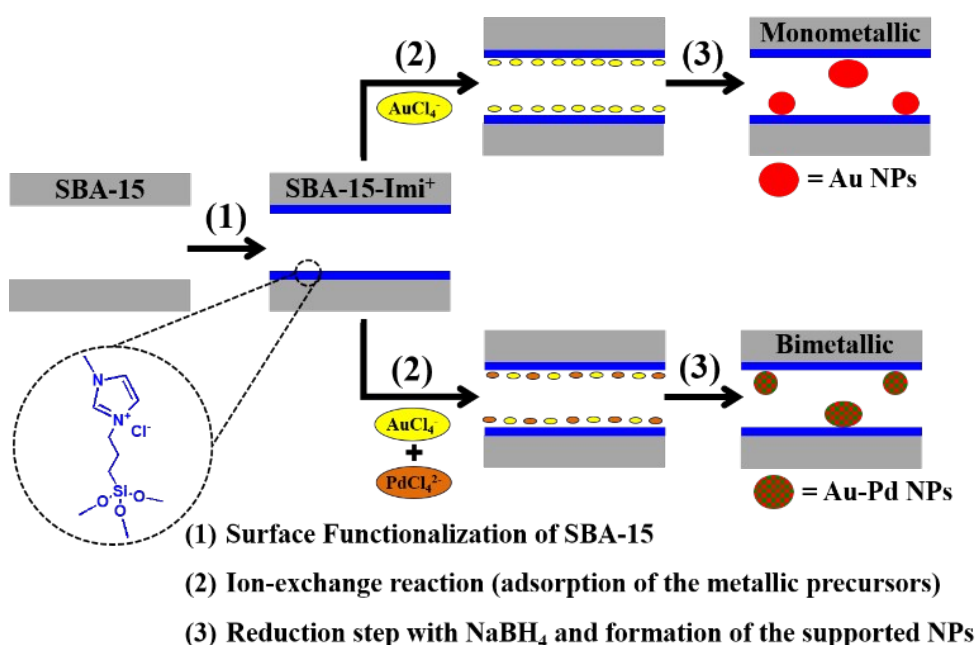 (2)
AuCl₄⁻
(3)
Monometallic
= Au NPs
SBA-15
(1)
SBA-15-Imi⁺
N
N⁺
Cl⁻
Si
O
O
O
(2)
AuCl₄⁻
+
PdCl₄²⁻
(3)
Bimetallic
= Au-Pd NPs
(1) Surface Functionalization of SBA-15
(2) Ion-exchange reaction (adsorption of the metallic precursors)
(3) Reduction step with NaBH₄ and formation of the supported NPs